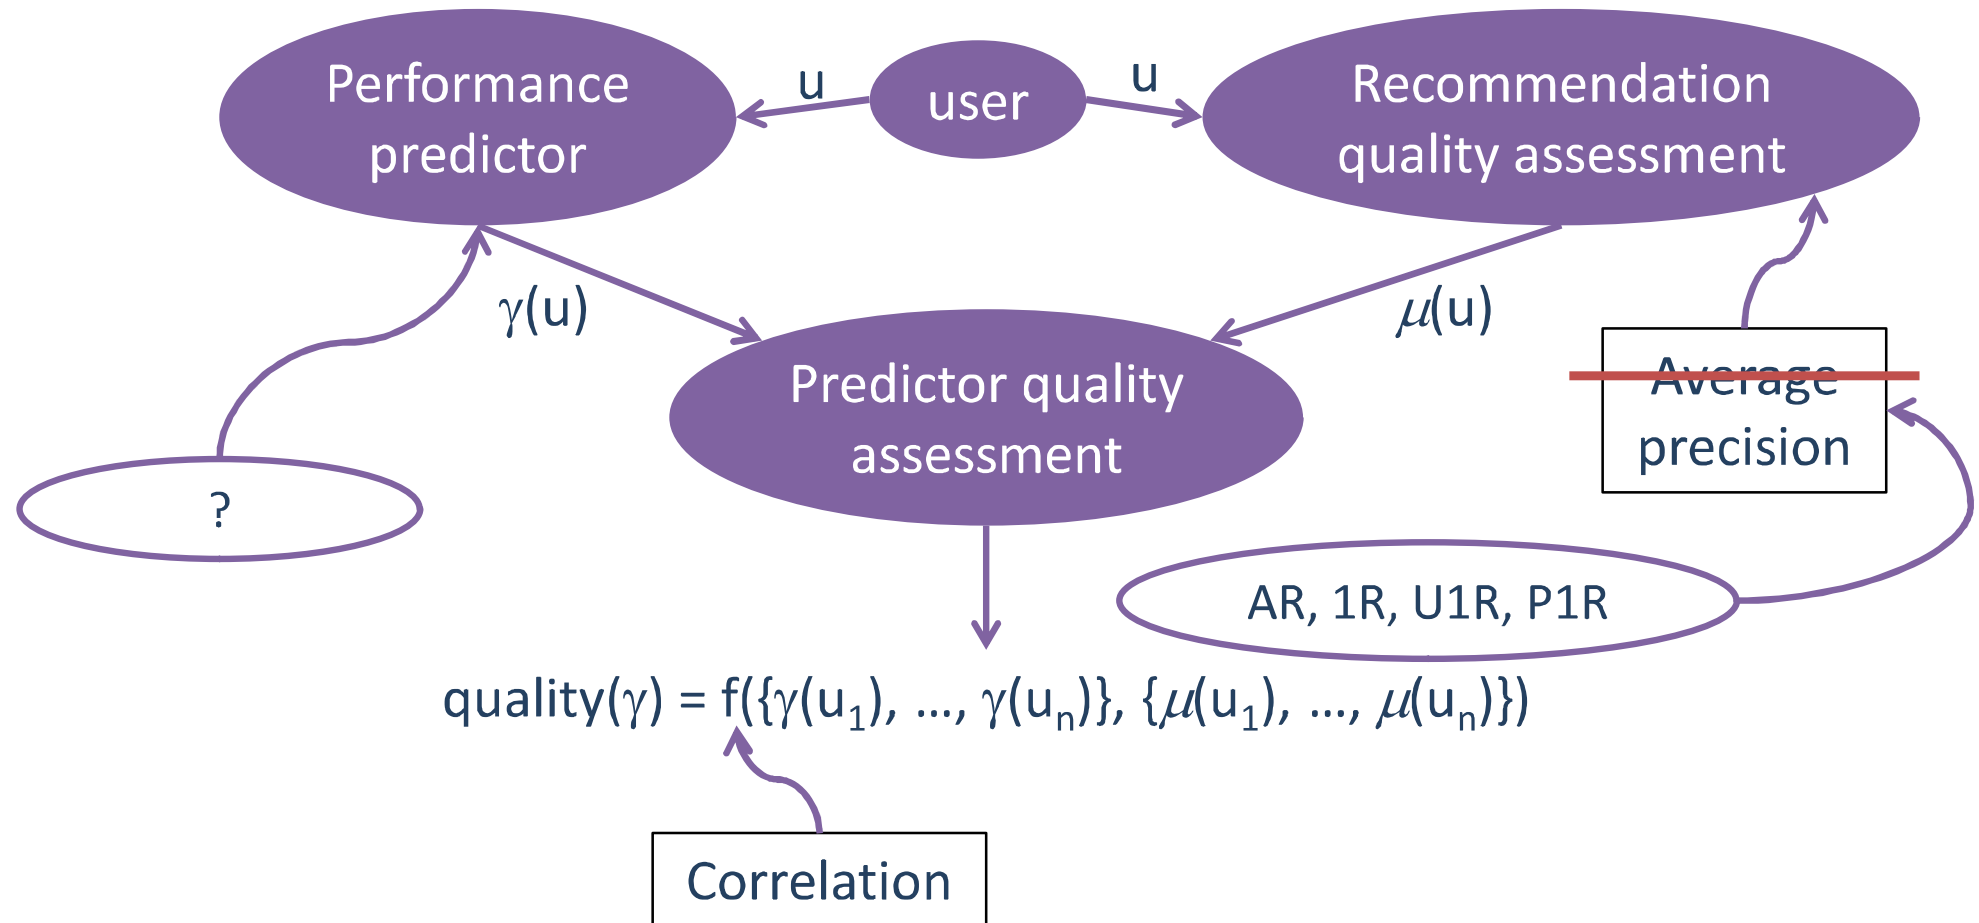 Performance
predictor
u
user
u
Recommendation
quality assessment
γ(u)
μ(u)
Predictor quality
assessment
Average
precision
?
AR, 1R, U1R, P1R
quality(γ) = f({γ(u₁), ..., γ(uₙ)}, {μ(u₁), ..., μ(uₙ)})
Correlation